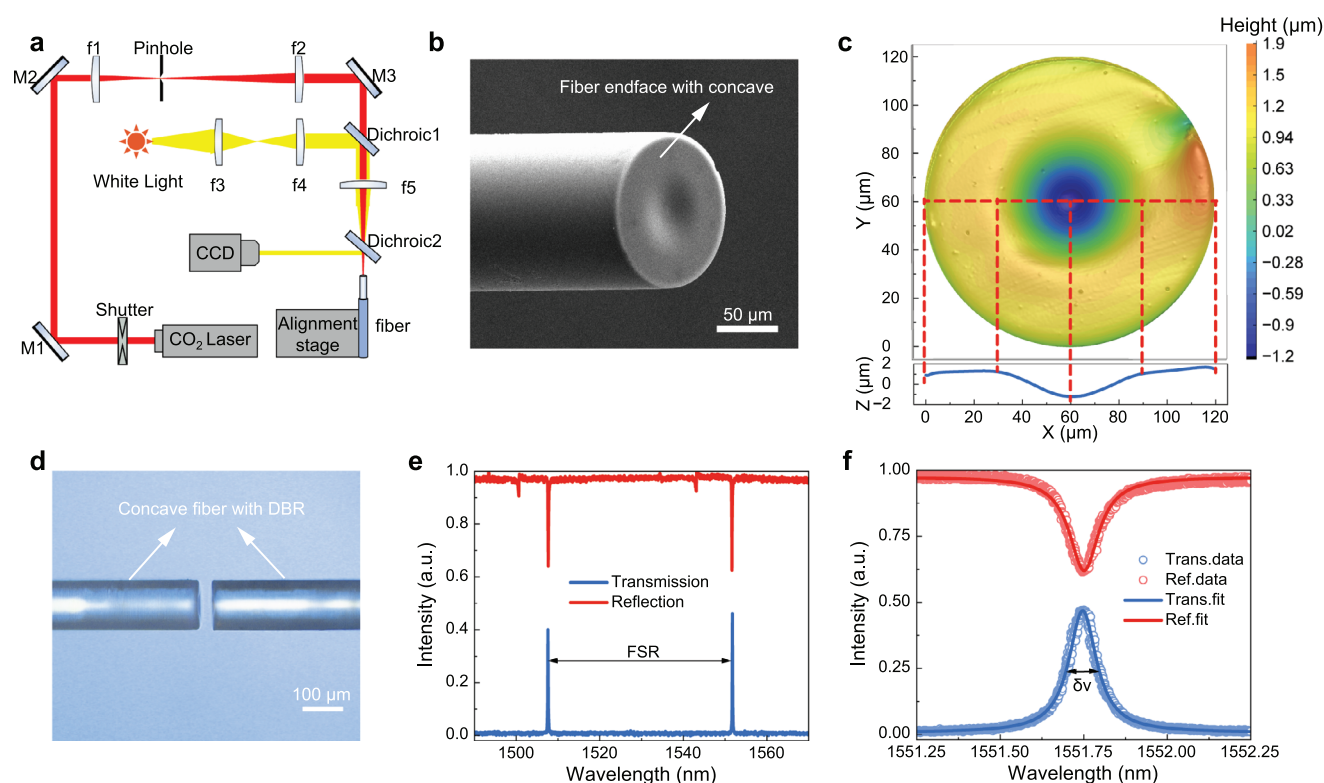 a
f1
Pinhole
f2
M2
M3
Dichroic1
White Light
f3
f4
f5
Dichroic2
CCD
Shutter
Alignment
stage
fiber
M1
CO₂ Laser
b
Fiber endface with concave
50 µm
c
Height (µm)
120
100
80
60
40
20
0
Y (µm)
1.9
1.6
1.2
0.94
0.63
0.33
0.02
−0.28
−0.59
−0.9
−1.2
2
0
−2
Z (µm)
0 20 40 60 80 100 120
X (µm)
d
Concave fiber with DBR
100 µm
e
1.0
0.8
0.6
0.4
0.2
0.0
Intensity (a.u.)
Transmission
Reflection
FSR
1500 1520 1540 1560
Wavelength (nm)
f
1.00
0.75
0.50
0.25
0.00
Intensity (a.u.)
Trans.data
Ref.data
Trans.fit
Ref.fit
δv
1551.25 1551.50 1551.75 1552.00 1552.25
Wavelength (nm)